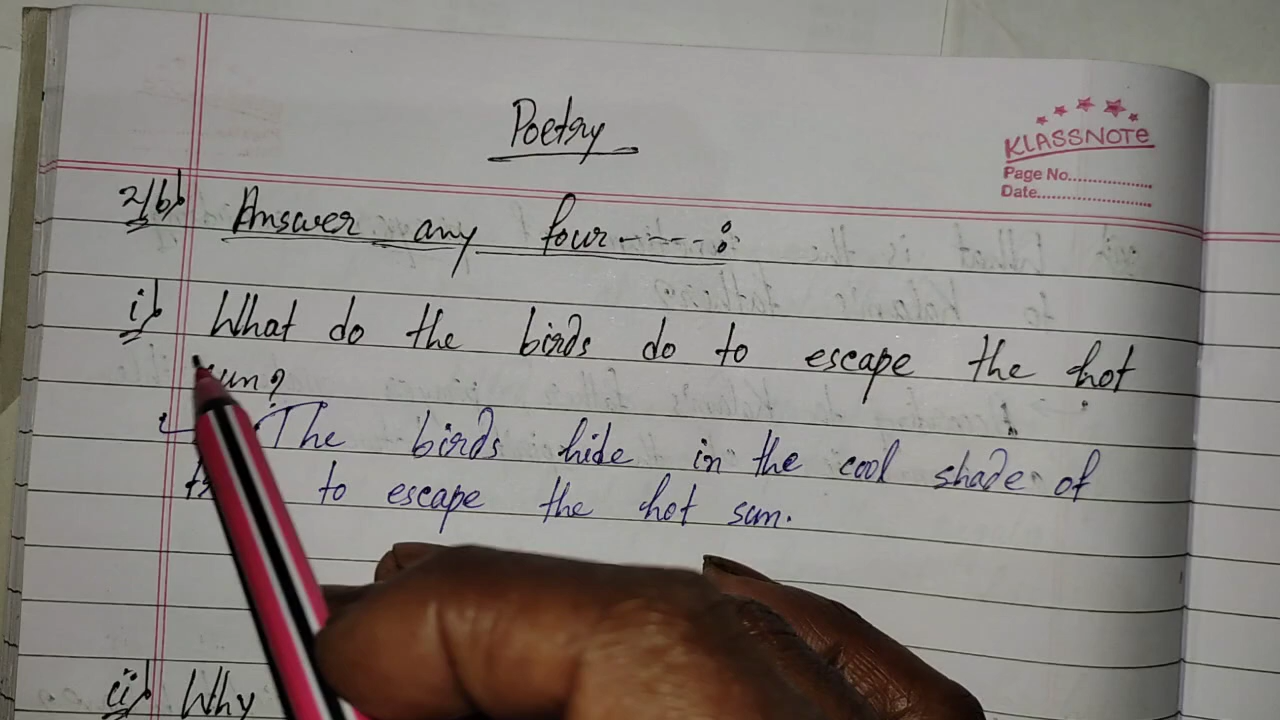 Poetry
KLASSNOTE
Page No.
Date.
2/b) Answer any four----:
i) What do the birds do to escape the hot
sun?
The birds hide in the cool shade of
to escape the hot sun.
ii) Why